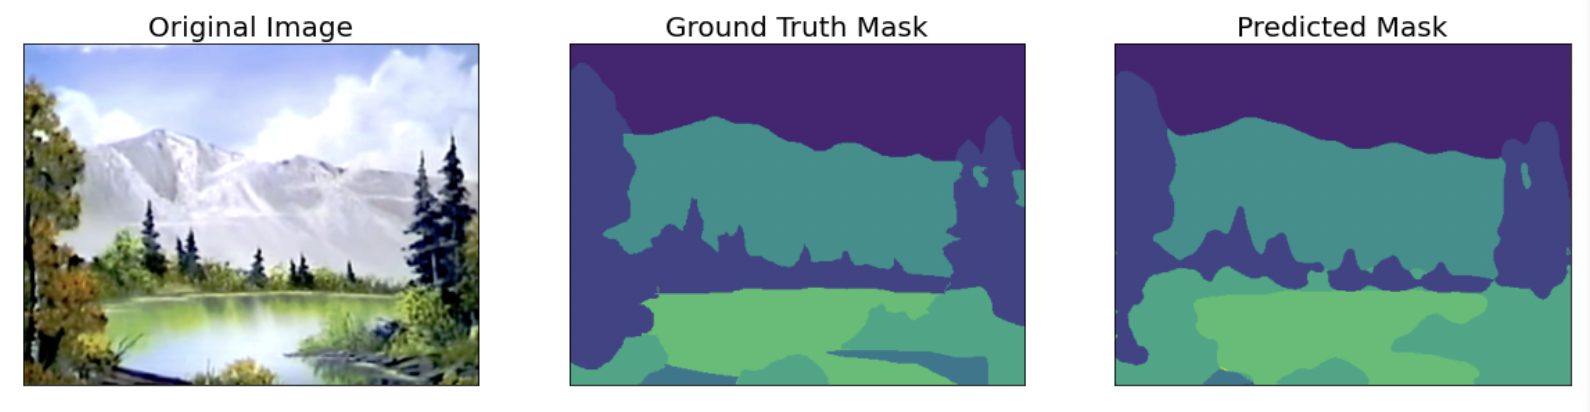 Original Image
Ground Truth Mask
Predicted Mask